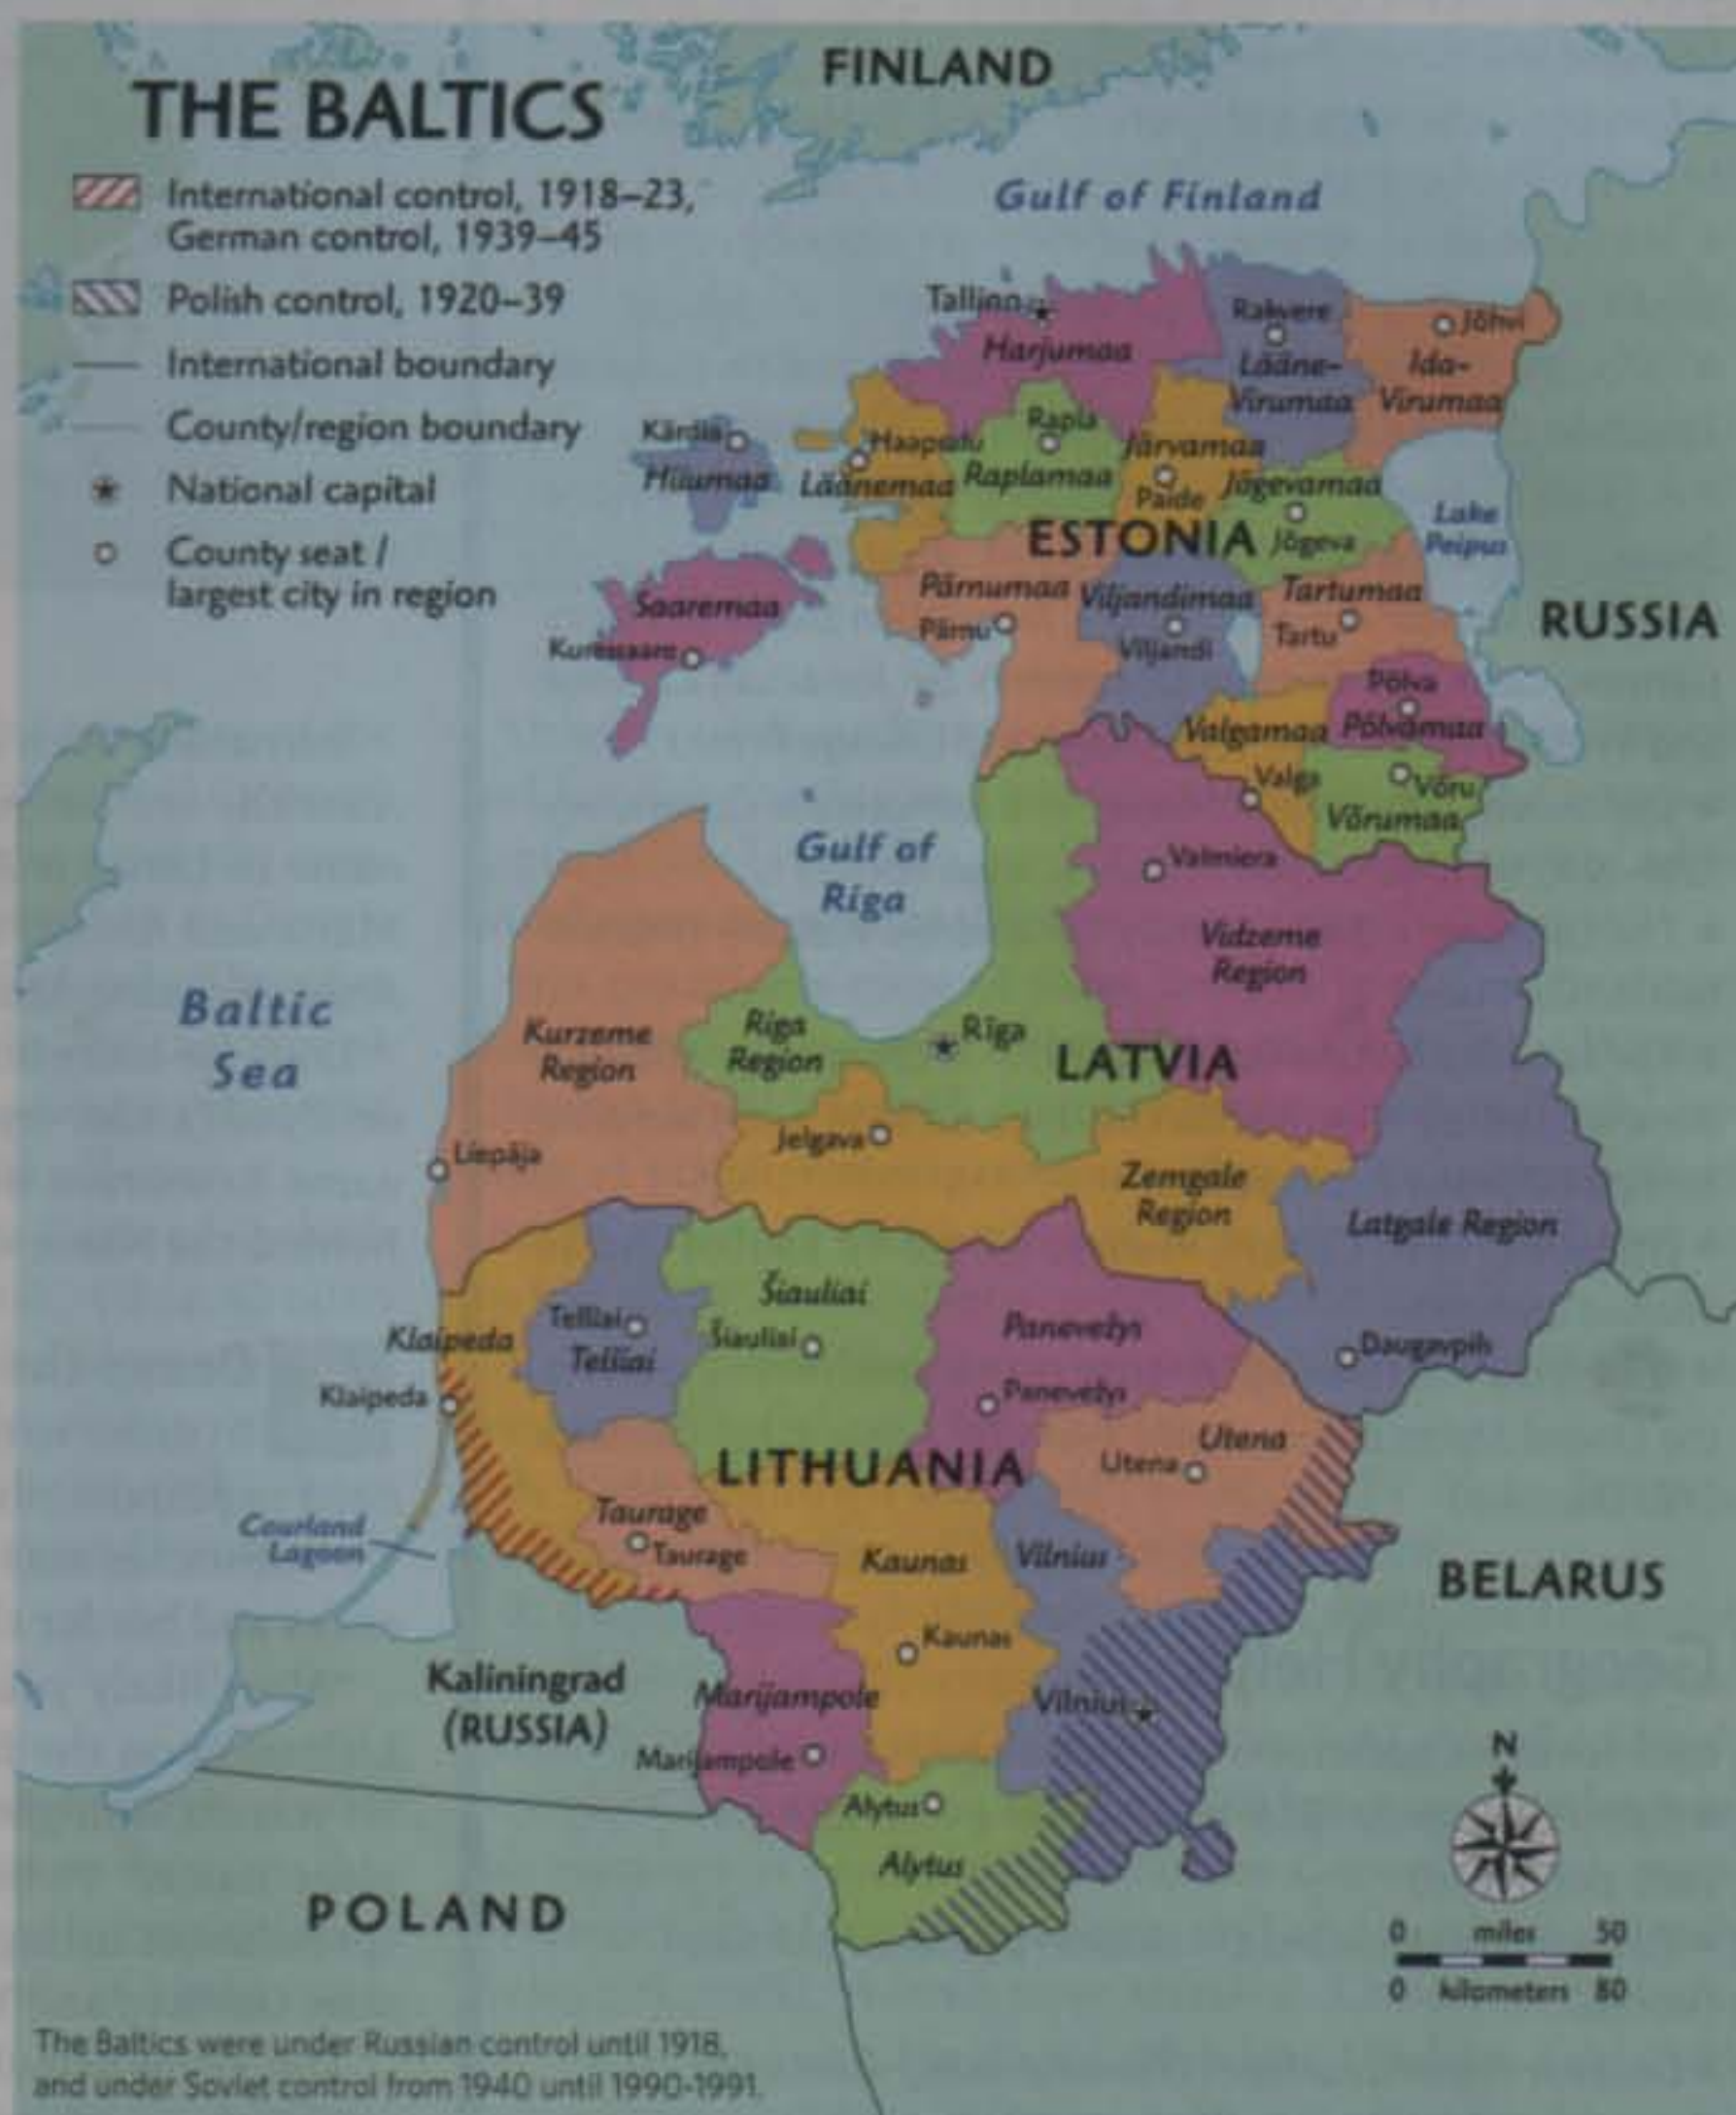 THE BALTICS
International control, 1918–23,
German control, 1939–45
Polish control, 1920–39
International boundary
County/region boundary
National capital
County seat /
largest city in region
FINLAND
Gulf of Finland
Tallinn
Harjumaa
Rakvere
Lääne-
Virumaa
Jõhvi
Ida-
Virumaa
Kärdla
Hiiumaa
Haapsalu
Läänemaa
Rapla
Raplamaa
Järvamaa
Paide
Jõgevamaa
Jõgeva
ESTONIA
Lake
Peipus
Saaremaa
Kuressaare
Pärnumaa
Pärnu
Viljandimaa
Viljandi
Tartumaa
Tartu
RUSSIA
Põlva
Põlvamaa
Valgamaa
Valga
Võru
Võrumaa
Gulf of
Riga
Valmiera
Vidzeme
Region
Baltic
Sea
Kurzeme
Region
Riga
Region
Rīga
LATVIA
Liepāja
Jelgava
Zemgale
Region
Latgale Region
Daugavpils
Klaipeda
Klaipeda
Telšiai
Telšiai
Šiauliai
Šiauliai
Panevežys
Panevežys
LITHUANIA
Utena
Utena
Taurage
Taurage
Courland
Lagoon
Kaunas
Kaunas
Vilnius
Vilnius
BELARUS
Kaliningrad
(RUSSIA)
Marijampole
Marijampole
Alytus
Alytus
POLAND
N
0 miles 50
0 kilometers 80
The Baltics were under Russian control until 1918,
and under Soviet control from 1940 until 1990-1991.